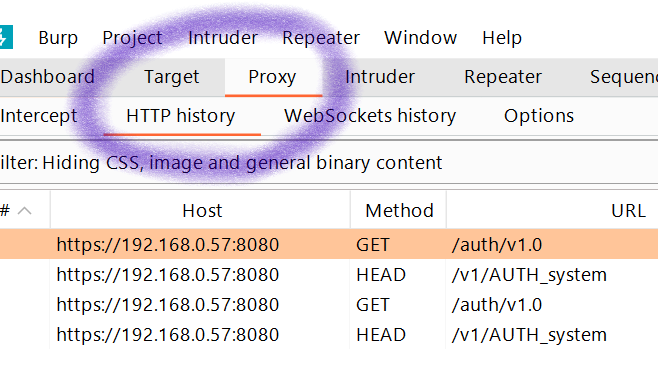 Burp Project Intruder Repeater Window Help
Dashboard Target Proxy Intruder Repeater Sequenc
Intercept HTTP history WebSockets history Options
ilter: Hiding CSS, image and general binary content
# Host Method URL
https://192.168.0.57:8080 GET /auth/v1.0
https://192.168.0.57:8080 HEAD /v1/AUTH_system
https://192.168.0.57:8080 GET /auth/v1.0
https://192.168.0.57:8080 HEAD /v1/AUTH_system